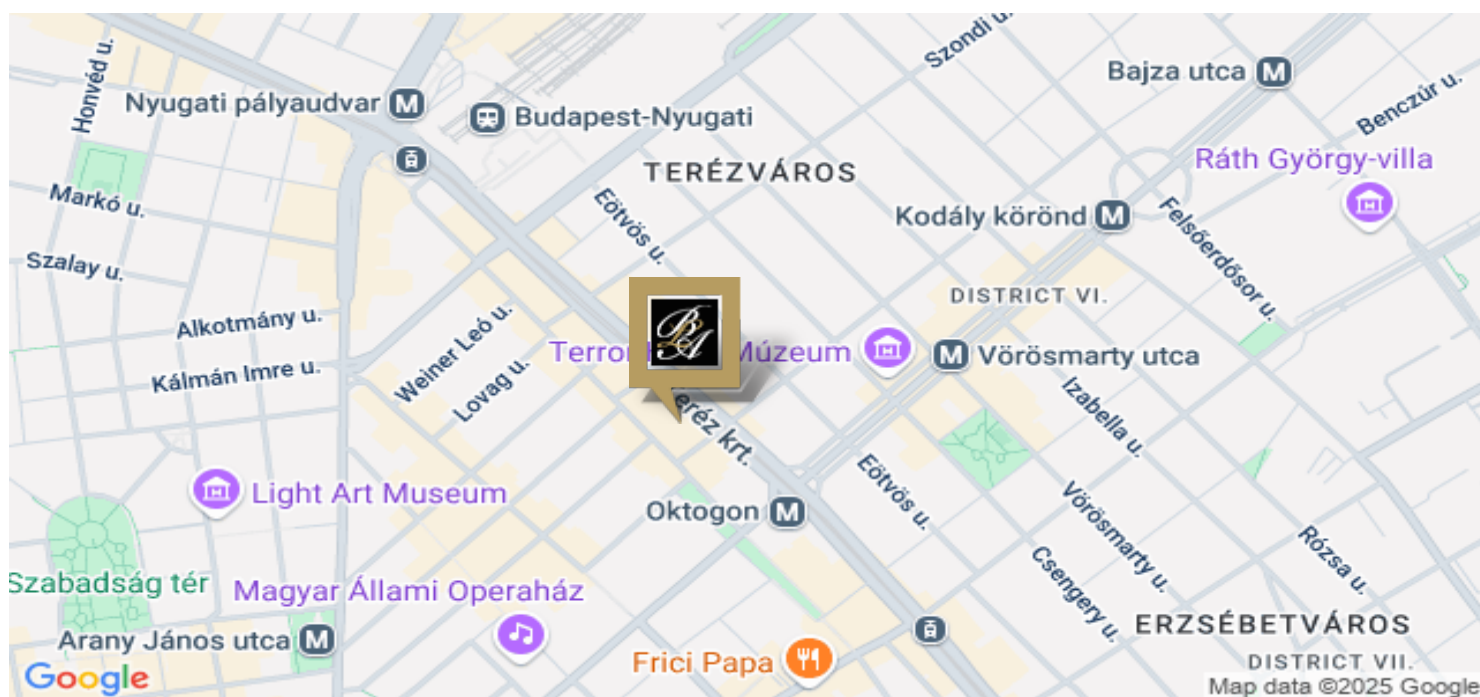 Szondi u.
Honvéd u.
Bajza utca M
Nyugati pályaudvar M
Budapest-Nyugati
Benczúr u.
TERÉZVÁROS
Ráth György-villa
Markó u.
Eötvös u.
Kodály körönd M
Felsőerdősor u.
Szalay u.
DISTRICT VI.
Alkotmány u.
Weiner Leó u.
Múzeum
M Vörösmarty utca
Kálmán Imre u.
Lovag u.
Izabella u.
krt.
Light Art Museum
Oktogon M
Eötvös u.
Vörösmarty u.
Rózsa u.
Csengery u.
Szabadság tér
Magyar Állami Operaház
Arany János utca M
ERZSÉBETVÁROS
Frici Papa
DISTRICT VII.
Google
Map data ©2025 Google